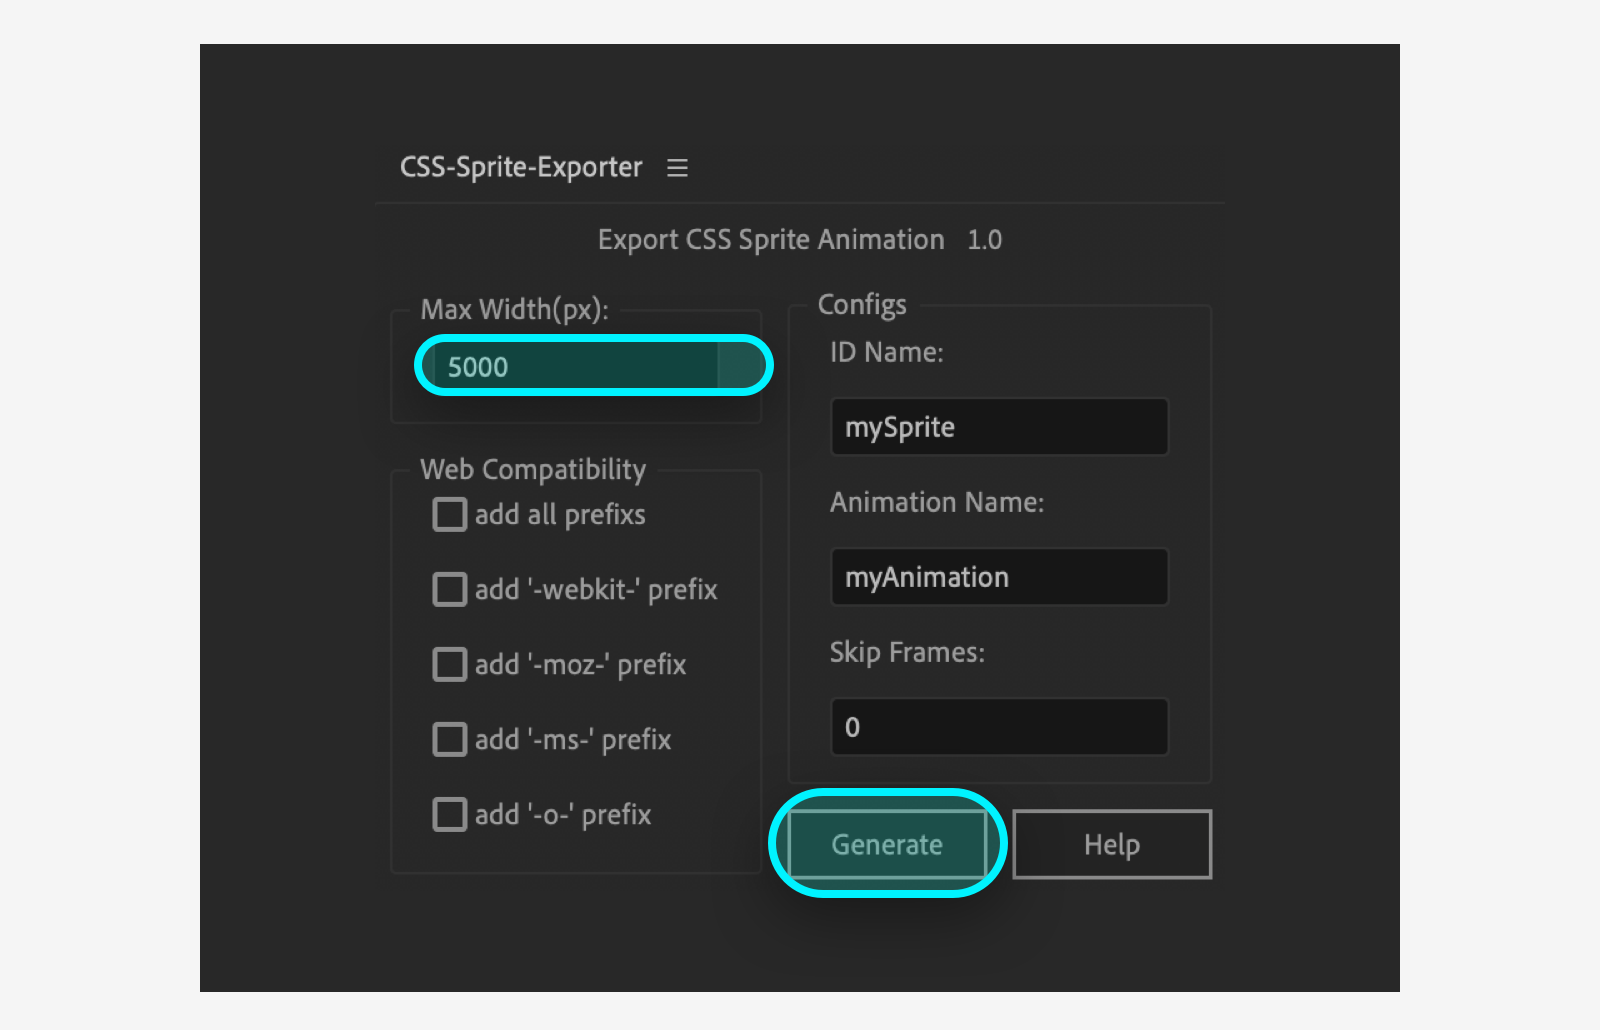 CSS-Sprite-Exporter
Export CSS Sprite Animation 1.0
Max Width(px):
5000
Web Compatibility
add all prefixs
add '-webkit-' prefix
add '-moz-' prefix
add '-ms-' prefix
add '-o-' prefix
Configs
ID Name:
mySprite
Animation Name:
myAnimation
Skip Frames:
0
Generate
Help